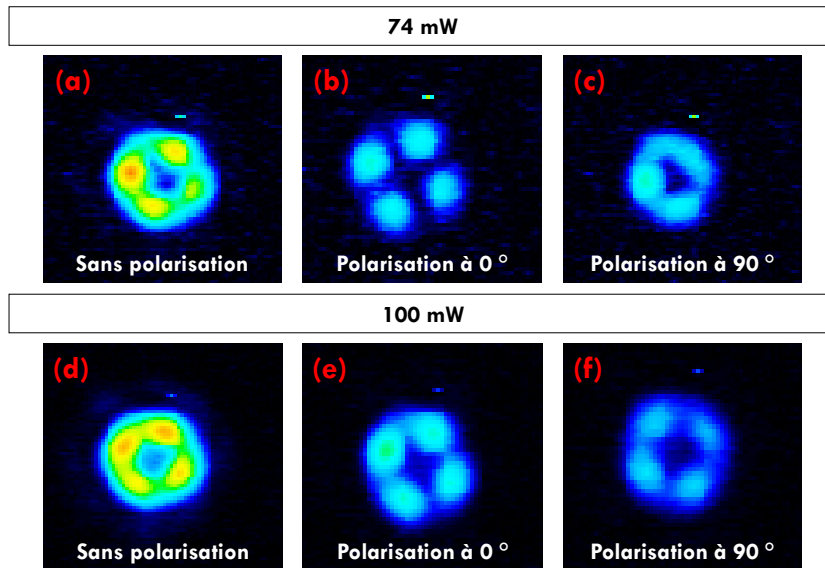 74 mW
(a)
(b)
(c)
Sans polarisation
Polarisation à 0 °
Polarisation à 90 °
100 mW
(d)
(e)
(f)
Sans polarisation
Polarisation à 0 °
Polarisation à 90 °